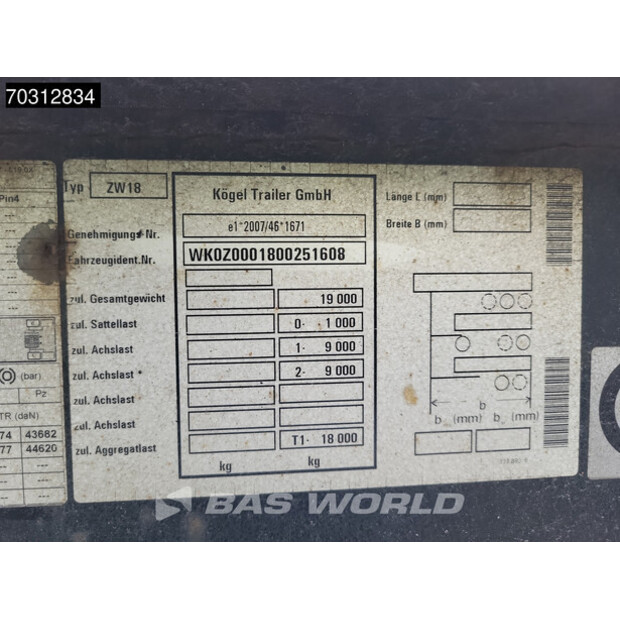 70312834
Typ ZW18
Kögel Trailer GmbH
Länge L (mm)
Breite B (mm)
Genehmigungs Nr. e1*2007/46*1671
Fahrzeugident.Nr. WK0Z0001800251608
zul. Gesamtgewicht 19 000
zul. Sattellast 0- 1 000
zul. Achslast 1- 9 000
zul. Achslast * 2- 9 000
zul. Achslast
zul. Achslast
zul. Aggregatlast T1- 18 000
kg kg
b
b (mm) b (mm)
Pin4
(bar)
Pz
TR (daN)
74 43682
77 44620
BAS WORLD